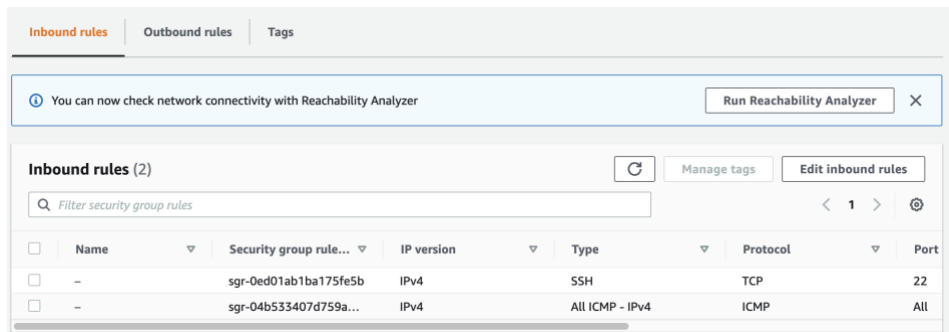 Inbound rules Outbound rules Tags
You can now check network connectivity with Reachability Analyzer Run Reachability Analyzer
Inbound rules (2) Manage tags Edit inbound rules
Filter security group rules 1
Name Security group rule... IP version Type Protocol Port
– sgr-0ed01ab1ba175fe5b IPv4 SSH TCP 22
– sgr-04b533407d759a... IPv4 All ICMP - IPv4 ICMP All